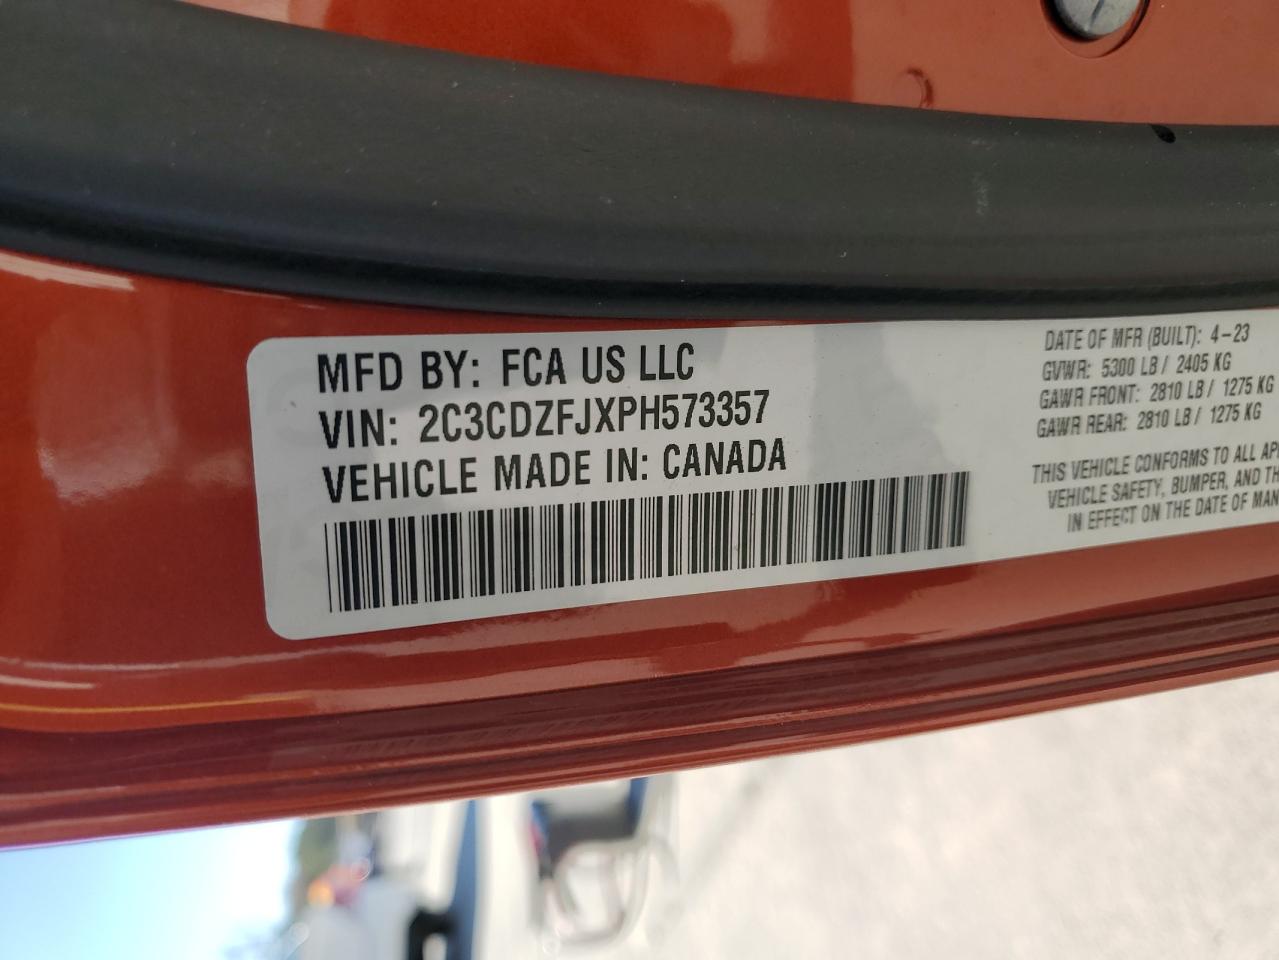 MFD BY: FCA US LLC
VIN: 2C3CDZFJXPH573357
VEHICLE MADE IN: CANADA
DATE OF MFR (BUILT): 4-23
GVWR: 5300 LB / 2405 KG
GAWR FRONT: 2810 LB / 1275 KG
GAWR REAR: 2810 LB / 1275 KG
THIS VEHICLE CONFORMS TO ALL
VEHICLE SAFETY, BUMPER, AND
IN EFFECT ON THE DATE OF